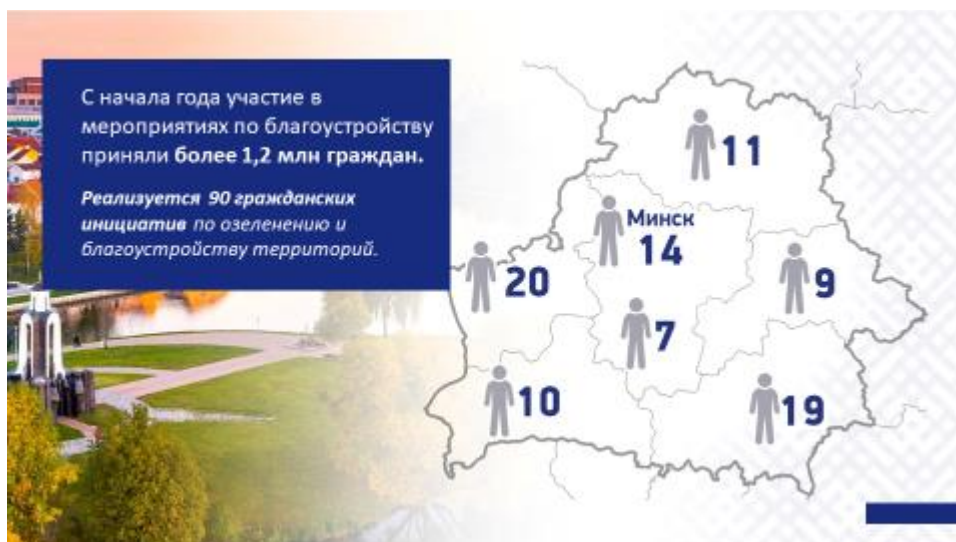 С начала года участие в
мероприятиях по благоустройству
приняли более 1,2 млн граждан.
Реализуется 90 гражданских
инициатив по озеленению и
благоустройству территорий.
11
Минск
14
20
9
7
10
19